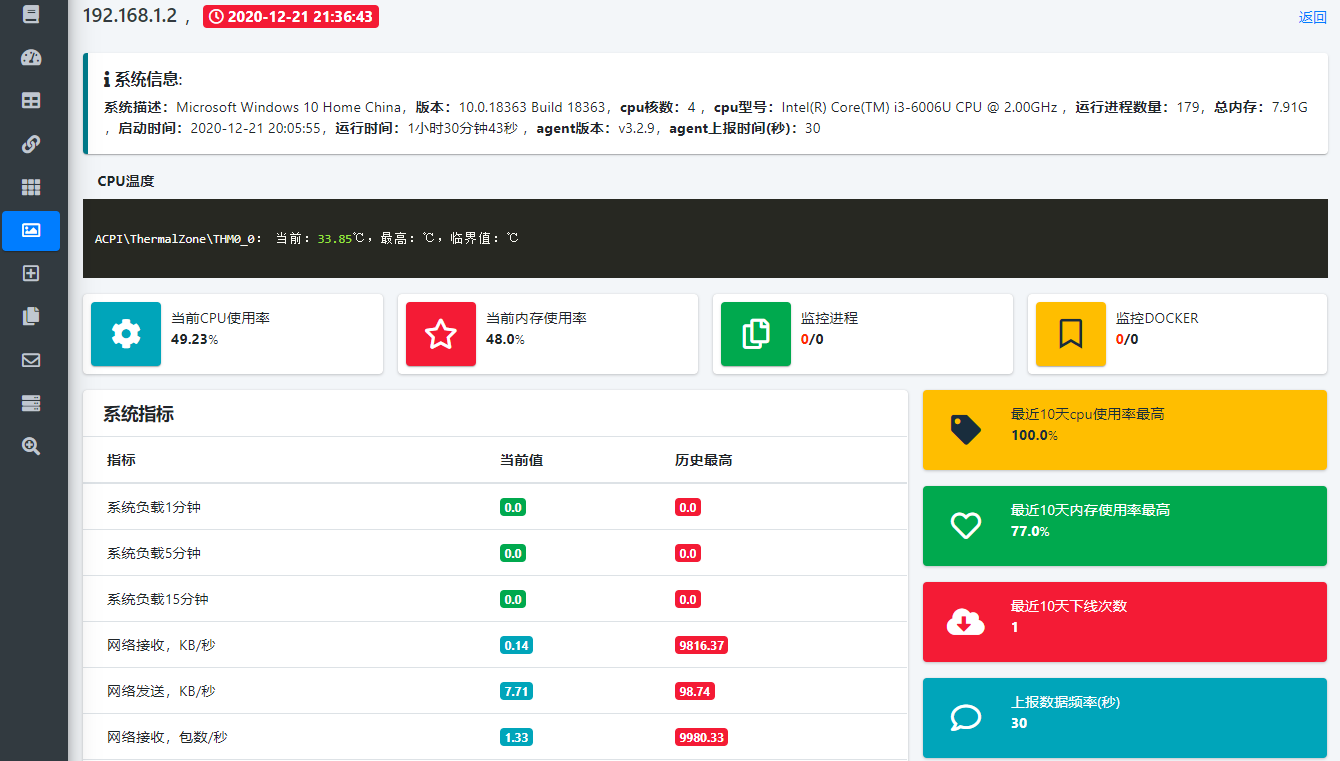 192.168.1.2 , 2020-12-21 21:36:43 返回
系统信息:
系统描述：Microsoft Windows 10 Home China，版本：10.0.18363 Build 18363，cpu核数：4 ，cpu型号：Intel(R) Core(TM) i3-6006U CPU @ 2.00GHz ，运行进程数量：179，总内存：7.91G
，启动时间：2020-12-21 20:05:55，运行时间：1小时30分钟43秒 ，agent版本：v3.2.9，agent上报时间(秒)：30
CPU温度
ACPI\ThermalZone\THM0_0： 当前：33.85℃，最高：℃，临界值：℃
当前CPU使用率
49.23%
当前内存使用率
48.0%
监控进程
0/0
监控DOCKER
0/0
系统指标
指标 当前值 历史最高
系统负载1分钟 0.0 0.0
系统负载5分钟 0.0 0.0
系统负载15分钟 0.0 0.0
网络接收，KB/秒 0.14 9816.37
网络发送，KB/秒 7.71 98.74
网络接收，包数/秒 1.33 9980.33
最近10天cpu使用率最高
100.0%
最近10天内存使用率最高
77.0%
最近10天下线次数
1
上报数据频率(秒)
30